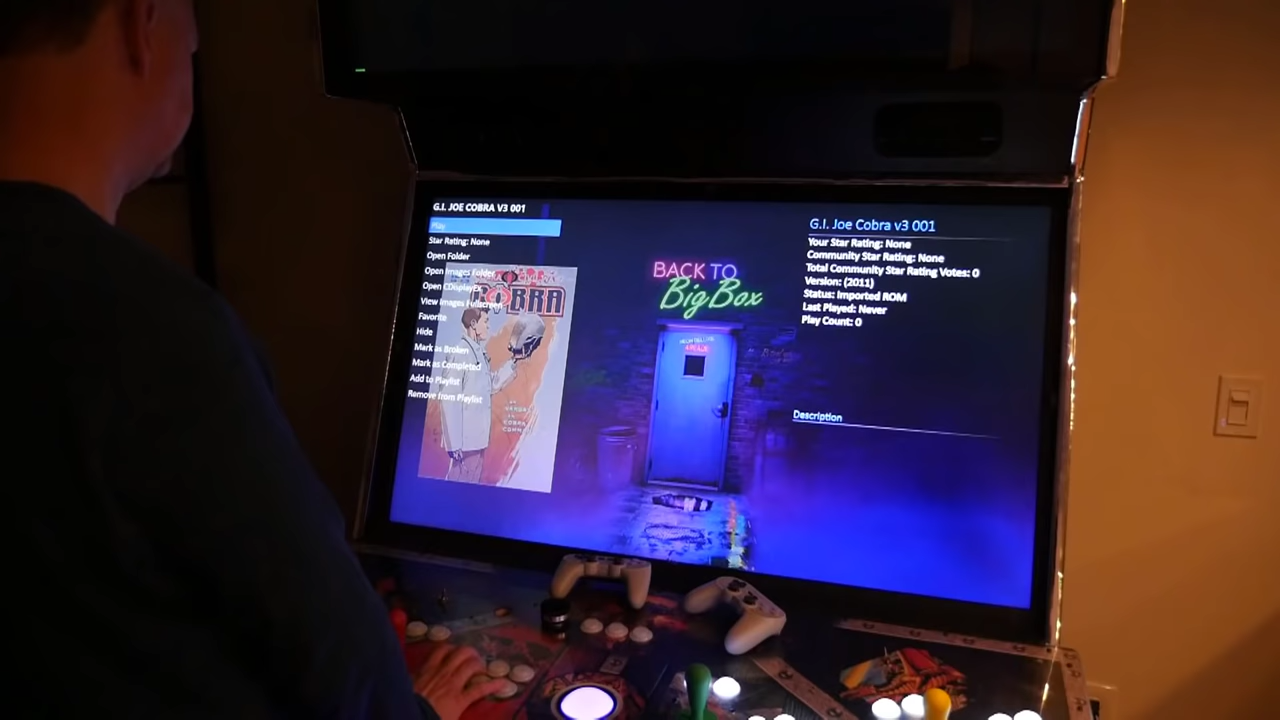 G.I. JOE COBRA V3 001
Play
Star Rating: None
Open Folder
Open Images Folder
Open CDisplayEx
View Images Fullscreen
Favorite
Hide
Mark as Broken
Mark as Completed
Add to Playlist
Remove from Playlist
COBRA
BACK TO
BigBox
G.I. Joe Cobra v3 001
Your Star Rating: None
Community Star Rating: None
Total Community Star Rating Votes: 0
Version: (2011)
Status: Imported ROM
Last Played: Never
Play Count: 0
Description